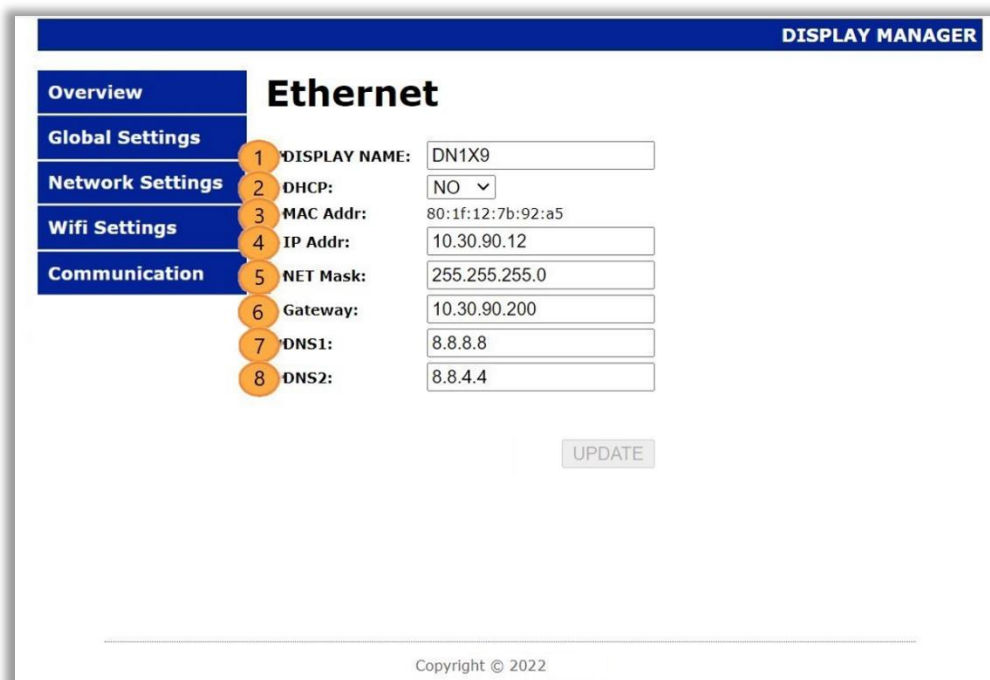 DISPLAY MANAGER
Overview
Global Settings
Network Settings
Wifi Settings
Communication
Ethernet
1 DISPLAY NAME: DN1X9
2 DHCP: NO
3 MAC Addr: 80:1f:12:7b:92:a5
4 IP Addr: 10.30.90.12
5 NET Mask: 255.255.255.0
6 Gateway: 10.30.90.200
7 DNS1: 8.8.8.8
8 DNS2: 8.8.4.4
UPDATE
Copyright © 2022